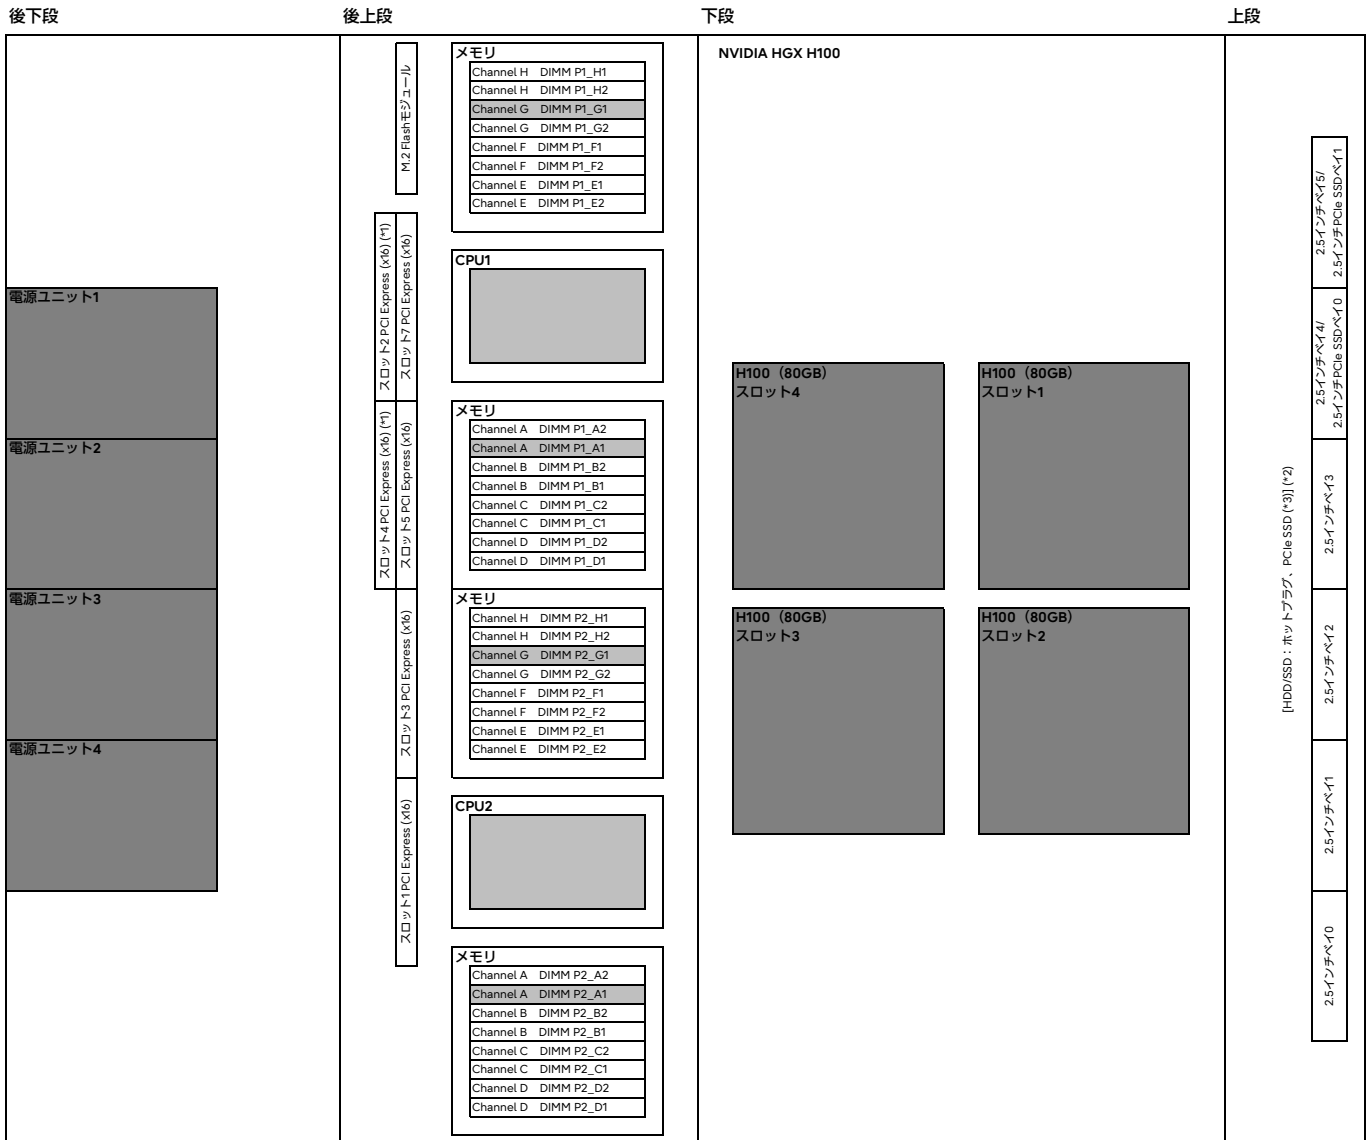 後下段
後上段
下段
上段
電源ユニット1
電源ユニット2
電源ユニット3
電源ユニット4
M.2 Flashモジュール
スロット2 PCI Express (x16) (*1)
スロット7 PCI Express (x16)
スロット4 PCI Express (x16) (*1)
スロット5 PCI Express (x16)
スロット3 PCI Express (x16)
スロット1 PCI Express (x16)
メモリ
Channel H DIMM P1_H1
Channel H DIMM P1_H2
Channel G DIMM P1_G1
Channel G DIMM P1_G2
Channel F DIMM P1_F1
Channel F DIMM P1_F2
Channel E DIMM P1_E1
Channel E DIMM P1_E2
CPU1
メモリ
Channel A DIMM P1_A2
Channel A DIMM P1_A1
Channel B DIMM P1_B2
Channel B DIMM P1_B1
Channel C DIMM P1_C2
Channel C DIMM P1_C1
Channel D DIMM P1_D2
Channel D DIMM P1_D1
メモリ
Channel H DIMM P2_H1
Channel H DIMM P2_H2
Channel G DIMM P2_G1
Channel G DIMM P2_G2
Channel F DIMM P2_F1
Channel F DIMM P2_F2
Channel E DIMM P2_E1
Channel E DIMM P2_E2
CPU2
メモリ
Channel A DIMM P2_A2
Channel A DIMM P2_A1
Channel B DIMM P2_B2
Channel B DIMM P2_B1
Channel C DIMM P2_C2
Channel C DIMM P2_C1
Channel D DIMM P2_D2
Channel D DIMM P2_D1
NVIDIA HGX H100
H100（80GB）
スロット4
H100（80GB）
スロット1
H100（80GB）
スロット3
H100（80GB）
スロット2
[HDD/SSD：ホットプラグ、PCIe SSD (*3)] (*2)
2.5インチベイ5/
2.5インチPCIe SSDベイ1
2.5インチベイ4/
2.5インチPCIe SSDベイ0
2.5インチベイ3
2.5インチベイ2
2.5インチベイ1
2.5インチベイ0